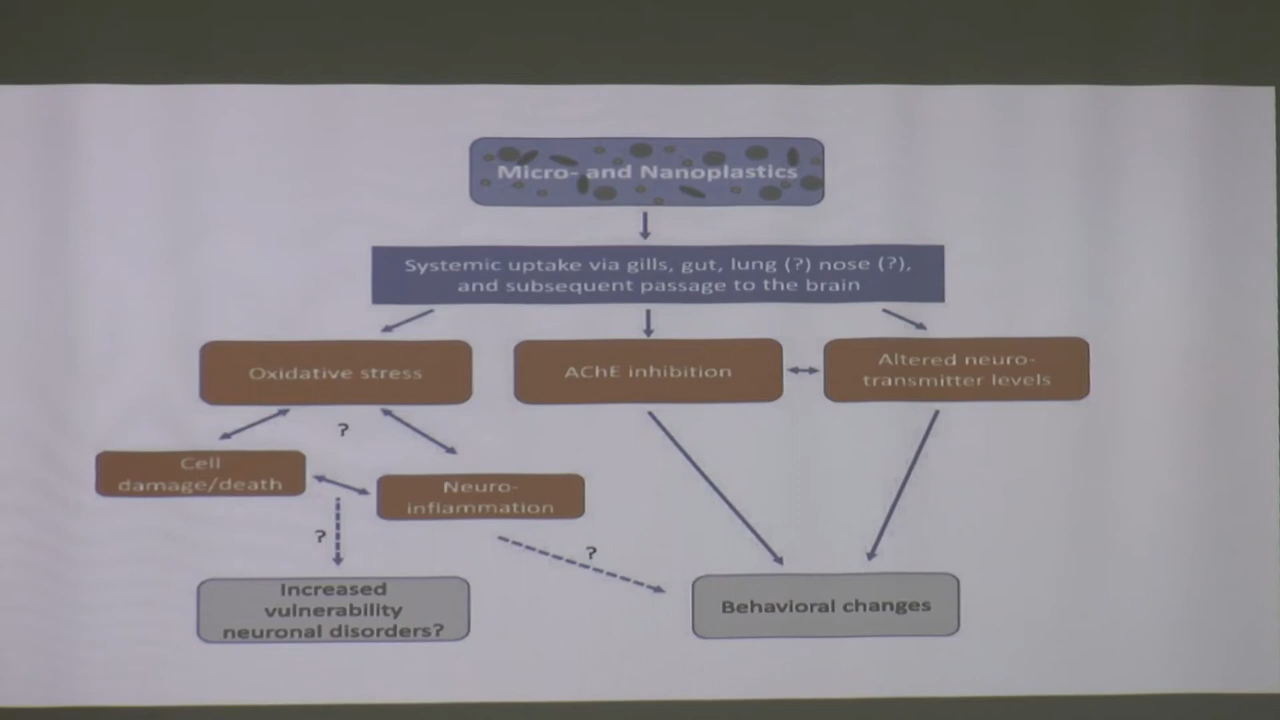 Micro- and Nanoplastics
Systemic uptake via gills, gut, lung (?) nose (?),
and subsequent passage to the brain
Oxidative stress
AChE inhibition
Altered neuro-
transmitter levels
?
Cell
damage/death
Neuro-
inflammation
?
?
Increased
vulnerability
neuronal disorders?
Behavioral changes